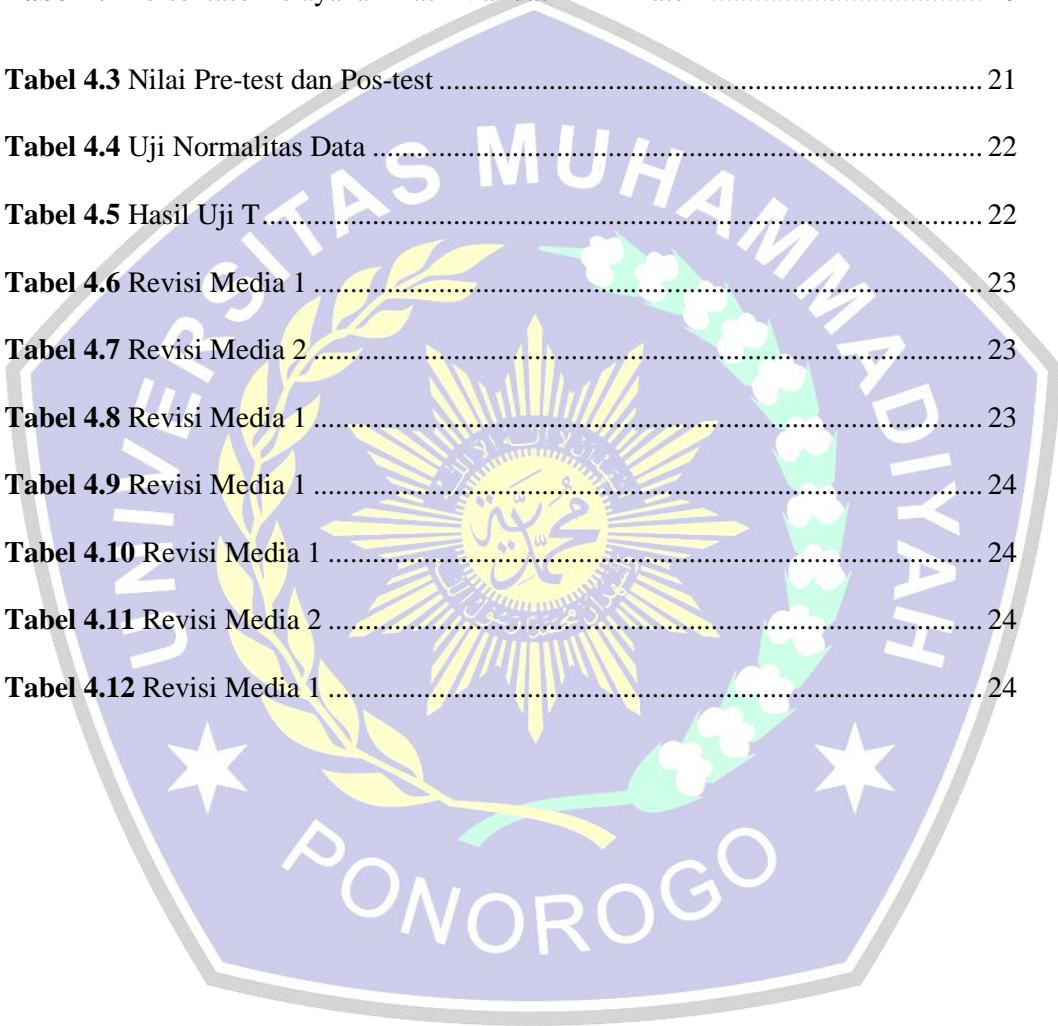 Tabel 4.3 Nilai Pre-test dan Pos-test ........................................................................... 21
Tabel 4.4 Uji Normalitas Data .................................................................................... 22
Tabel 4.5 Hasil Uji T................................................................................................... 22
Tabel 4.6 Revisi Media 1 ............................................................................................ 23
Tabel 4.7 Revisi Media 2 ............................................................................................ 23
Tabel 4.8 Revisi Media 1 ............................................................................................ 23
Tabel 4.9 Revisi Media 1 ............................................................................................ 24
Tabel 4.10 Revisi Media 1 .......................................................................................... 24
Tabel 4.11 Revisi Media 2 .......................................................................................... 24
Tabel 4.12 Revisi Media 1 .......................................................................................... 24
UNIVERSITAS MUHAMMADIYAH
PONOROGO
محمدية